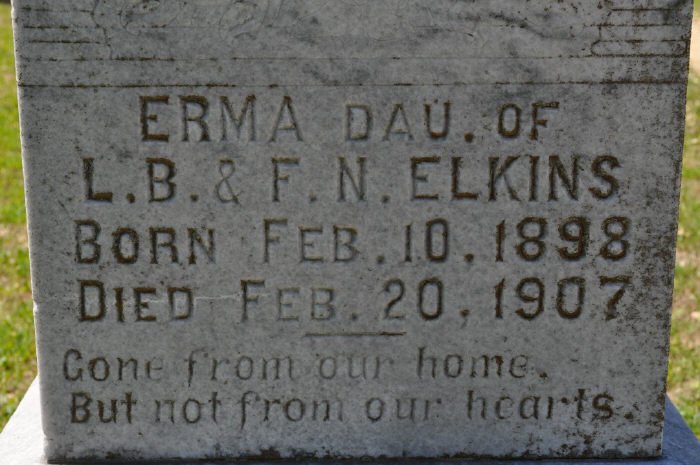 ERMA DAU. OF
L. B. & F. N. ELKINS
BORN FEB. 10. 1898
DIED FEB. 20, 1907
Gone from our home.
But not from our hearts.